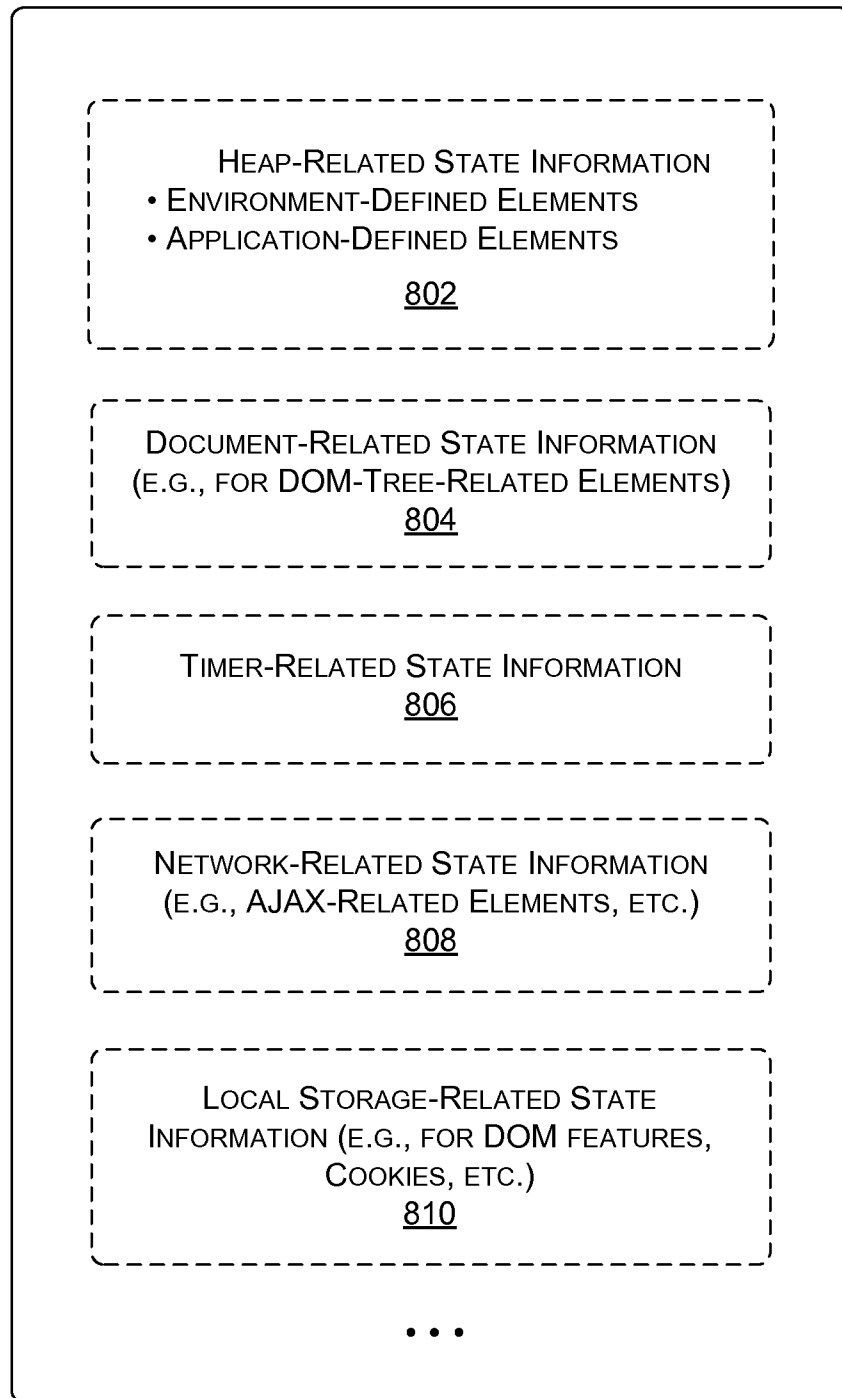 HEAP-RELATED STATE INFORMATION
• ENVIRONMENT-DEFINED ELEMENTS
• APPLICATION-DEFINED ELEMENTS
802
DOCUMENT-RELATED STATE INFORMATION
(E.G., FOR DOM-TREE-RELATED ELEMENTS)
804
TIMER-RELATED STATE INFORMATION
806
NETWORK-RELATED STATE INFORMATION
(E.G., AJAX-RELATED ELEMENTS, ETC.)
808
LOCAL STORAGE-RELATED STATE
INFORMATION (E.G., FOR DOM FEATURES,
COOKIES, ETC.)
810
• • •